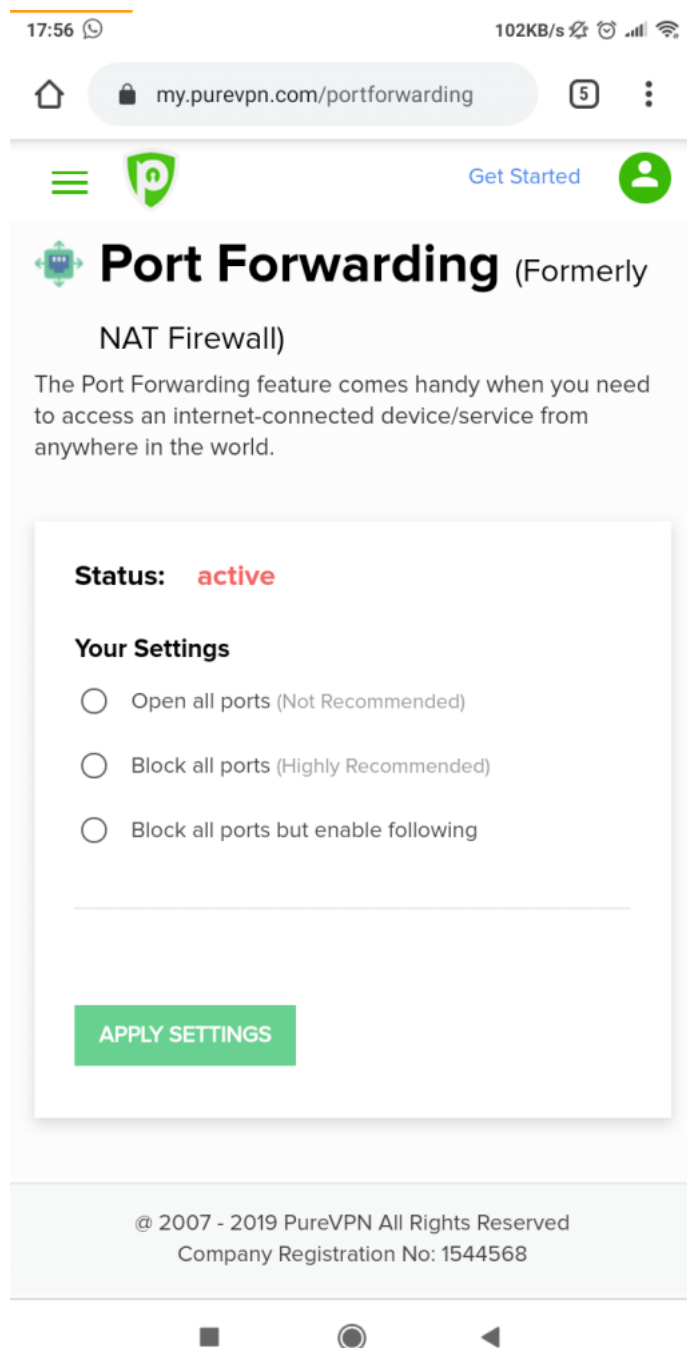 17:56 102KB/s
my.purevpn.com/portforwarding 5
Get Started
Port Forwarding (Formerly
NAT Firewall)
The Port Forwarding feature comes handy when you need
to access an internet-connected device/service from
anywhere in the world.
Status: active
Your Settings
Open all ports (Not Recommended)
Block all ports (Highly Recommended)
Block all ports but enable following
APPLY SETTINGS
@ 2007 - 2019 PureVPN All Rights Reserved
Company Registration No: 1544568